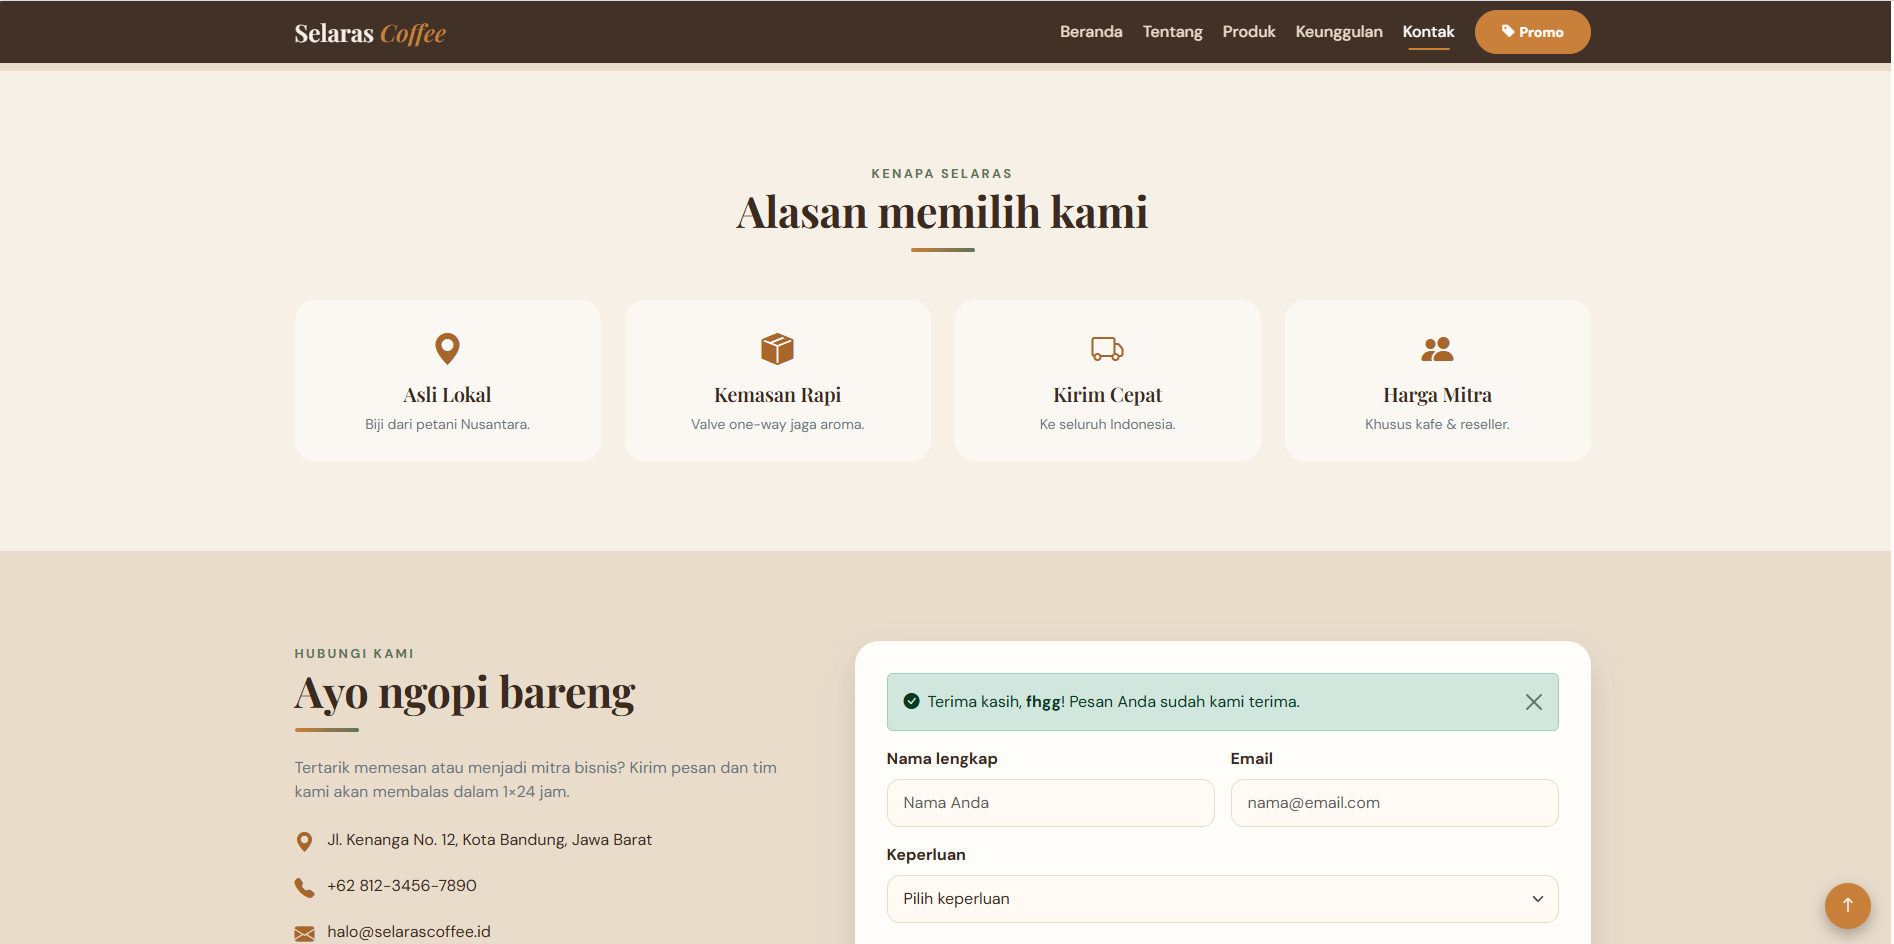 Selaras Coffee
Beranda Tentang Produk Keunggulan Kontak Promo
KENAPA SELARAS
Alasan memilih kami
Asli Lokal
Biji dari petani Nusantara.
Kemasan Rapi
Valve one-way jaga aroma.
Kirim Cepat
Ke seluruh Indonesia.
Harga Mitra
Khusus kafe & reseller.
HUBUNGI KAMI
Ayo ngopi bareng
Tertarik memesan atau menjadi mitra bisnis? Kirim pesan dan tim
kami akan membalas dalam 1×24 jam.
Jl. Kenanga No. 12, Kota Bandung, Jawa Barat
+62 812-3456-7890
halo@selarascoffee.id
Terima kasih, fhgg! Pesan Anda sudah kami terima.
Nama lengkap
Nama Anda
Email
nama@email.com
Keperluan
Pilih keperluan